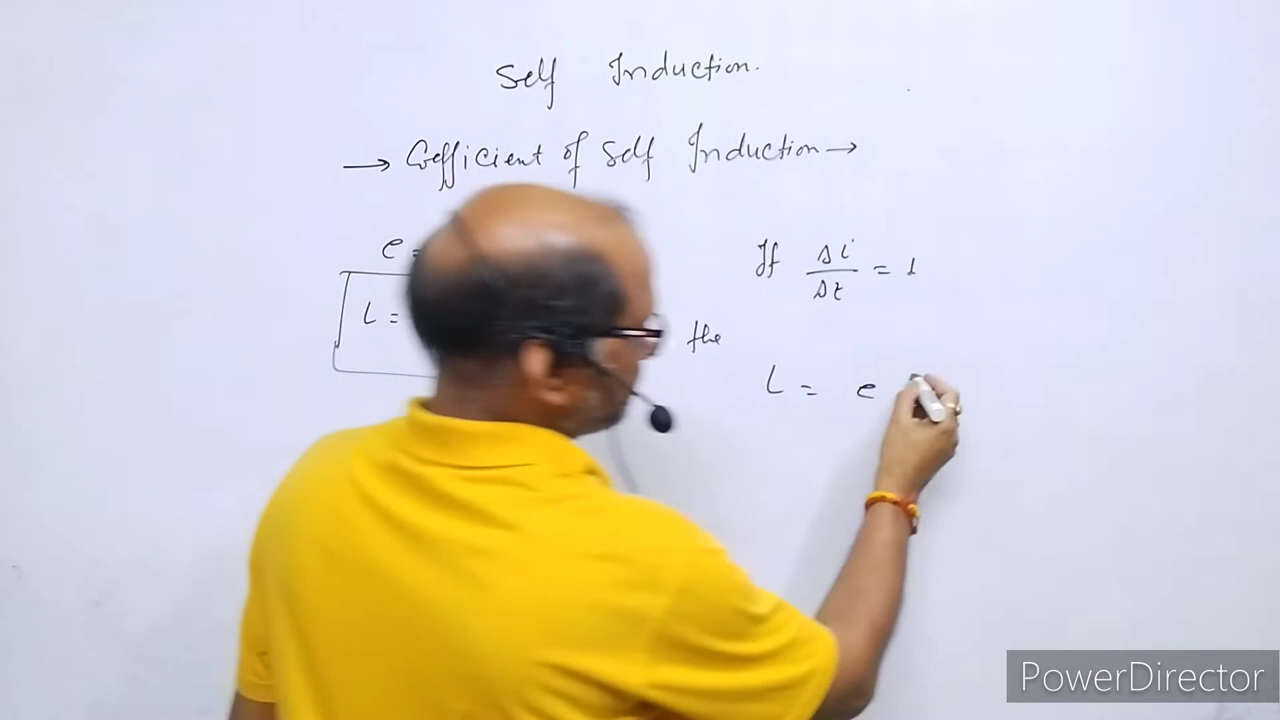 Self Induction.
→ Coefficient of Self Induction →
e =
L =
If Δi/Δt = 1
the
L = e
PowerDirector